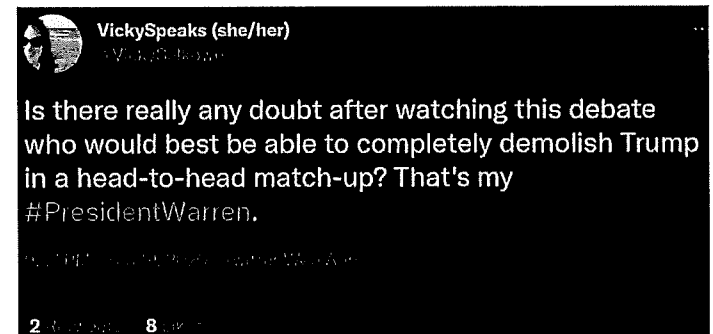 VickySpeaks (she/her)
Is there really any doubt after watching this debate
who would best be able to completely demolish Trump
in a head-to-head match-up? That's my
#PresidentWarren.
2 8